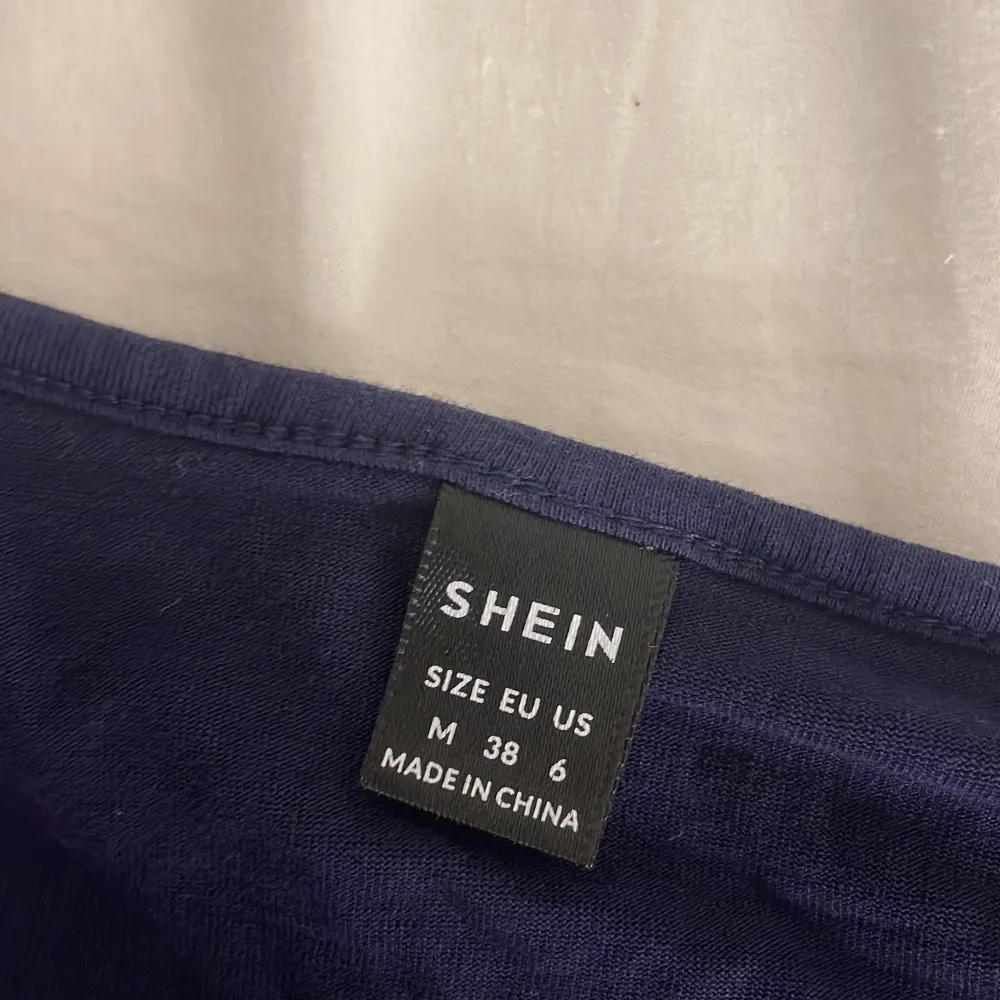 SHEIN
SIZE EU US
M 38 6
MADE IN CHINA